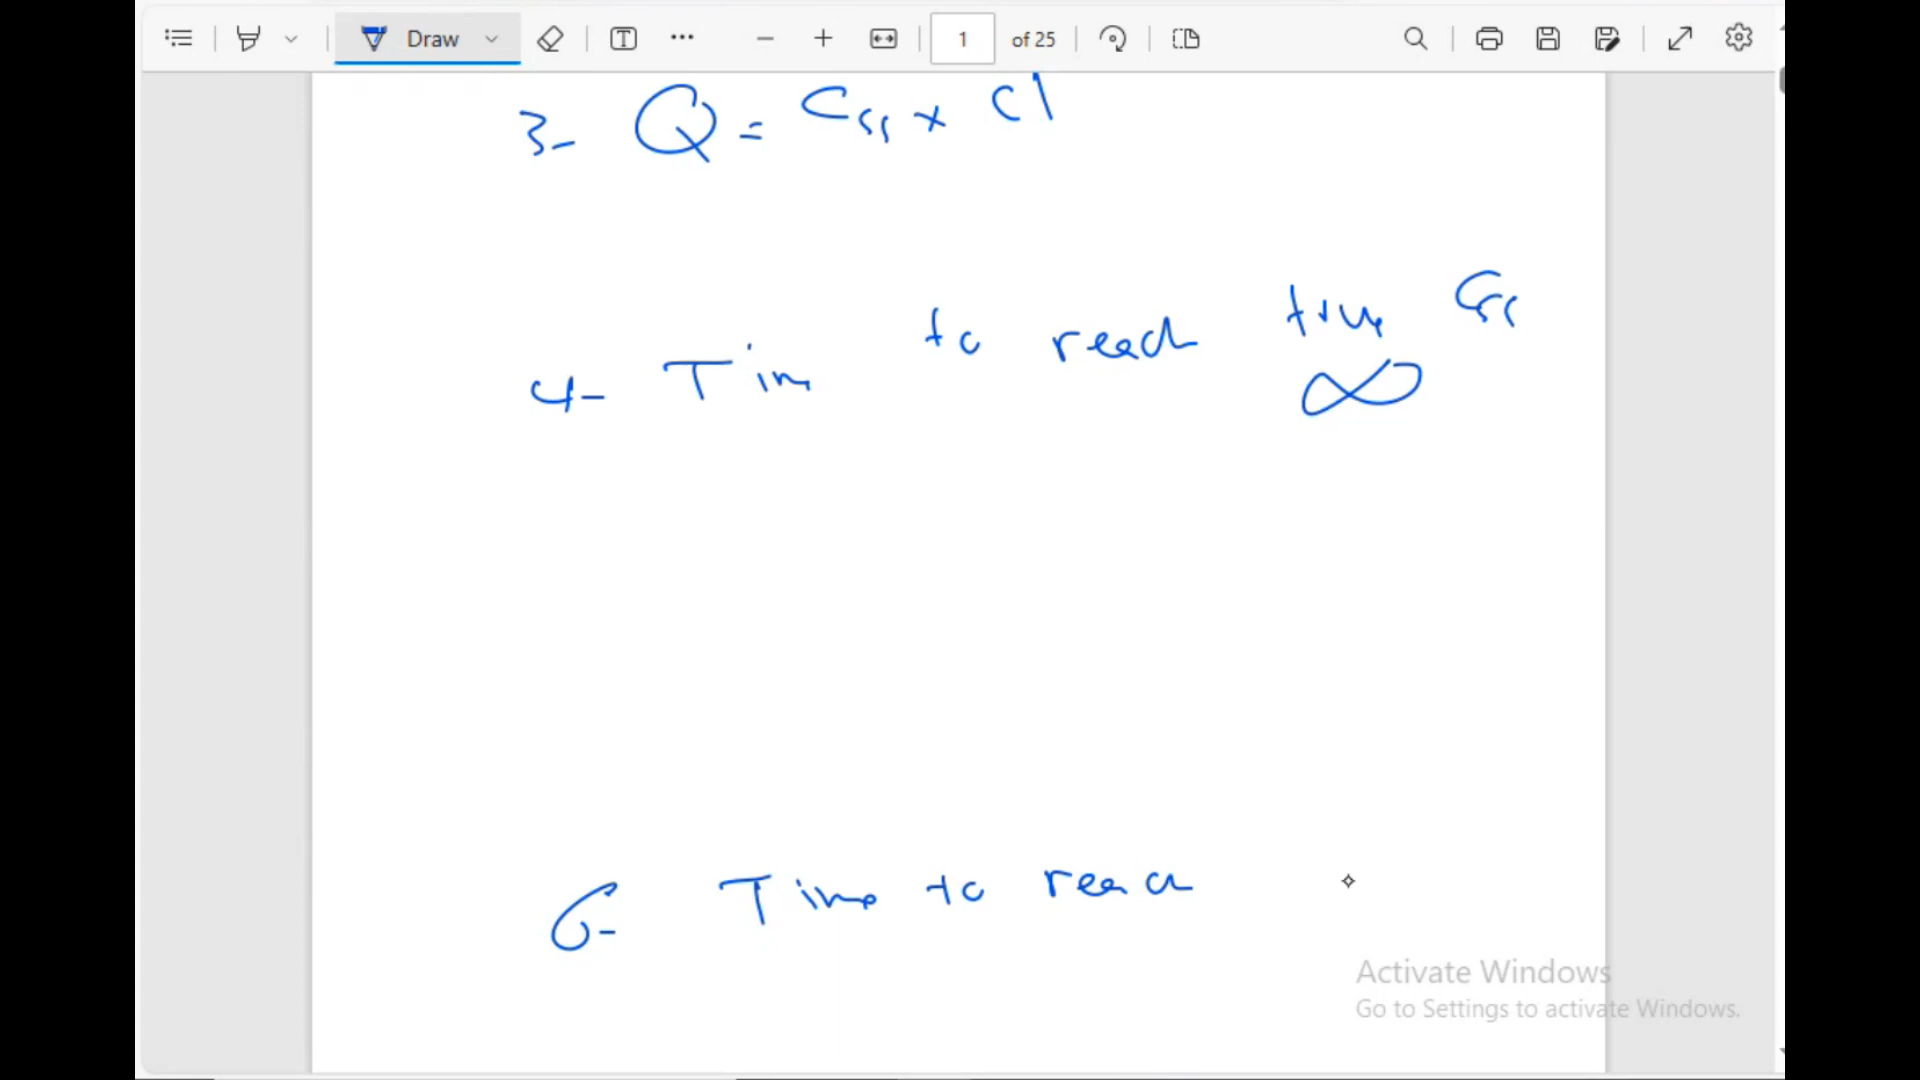 Draw
1 of 25
3- Q = Css x Cl
4- Tim to reach true Css
∞
6- Time to reach
Activate Windows
Go to Settings to activate Windows.